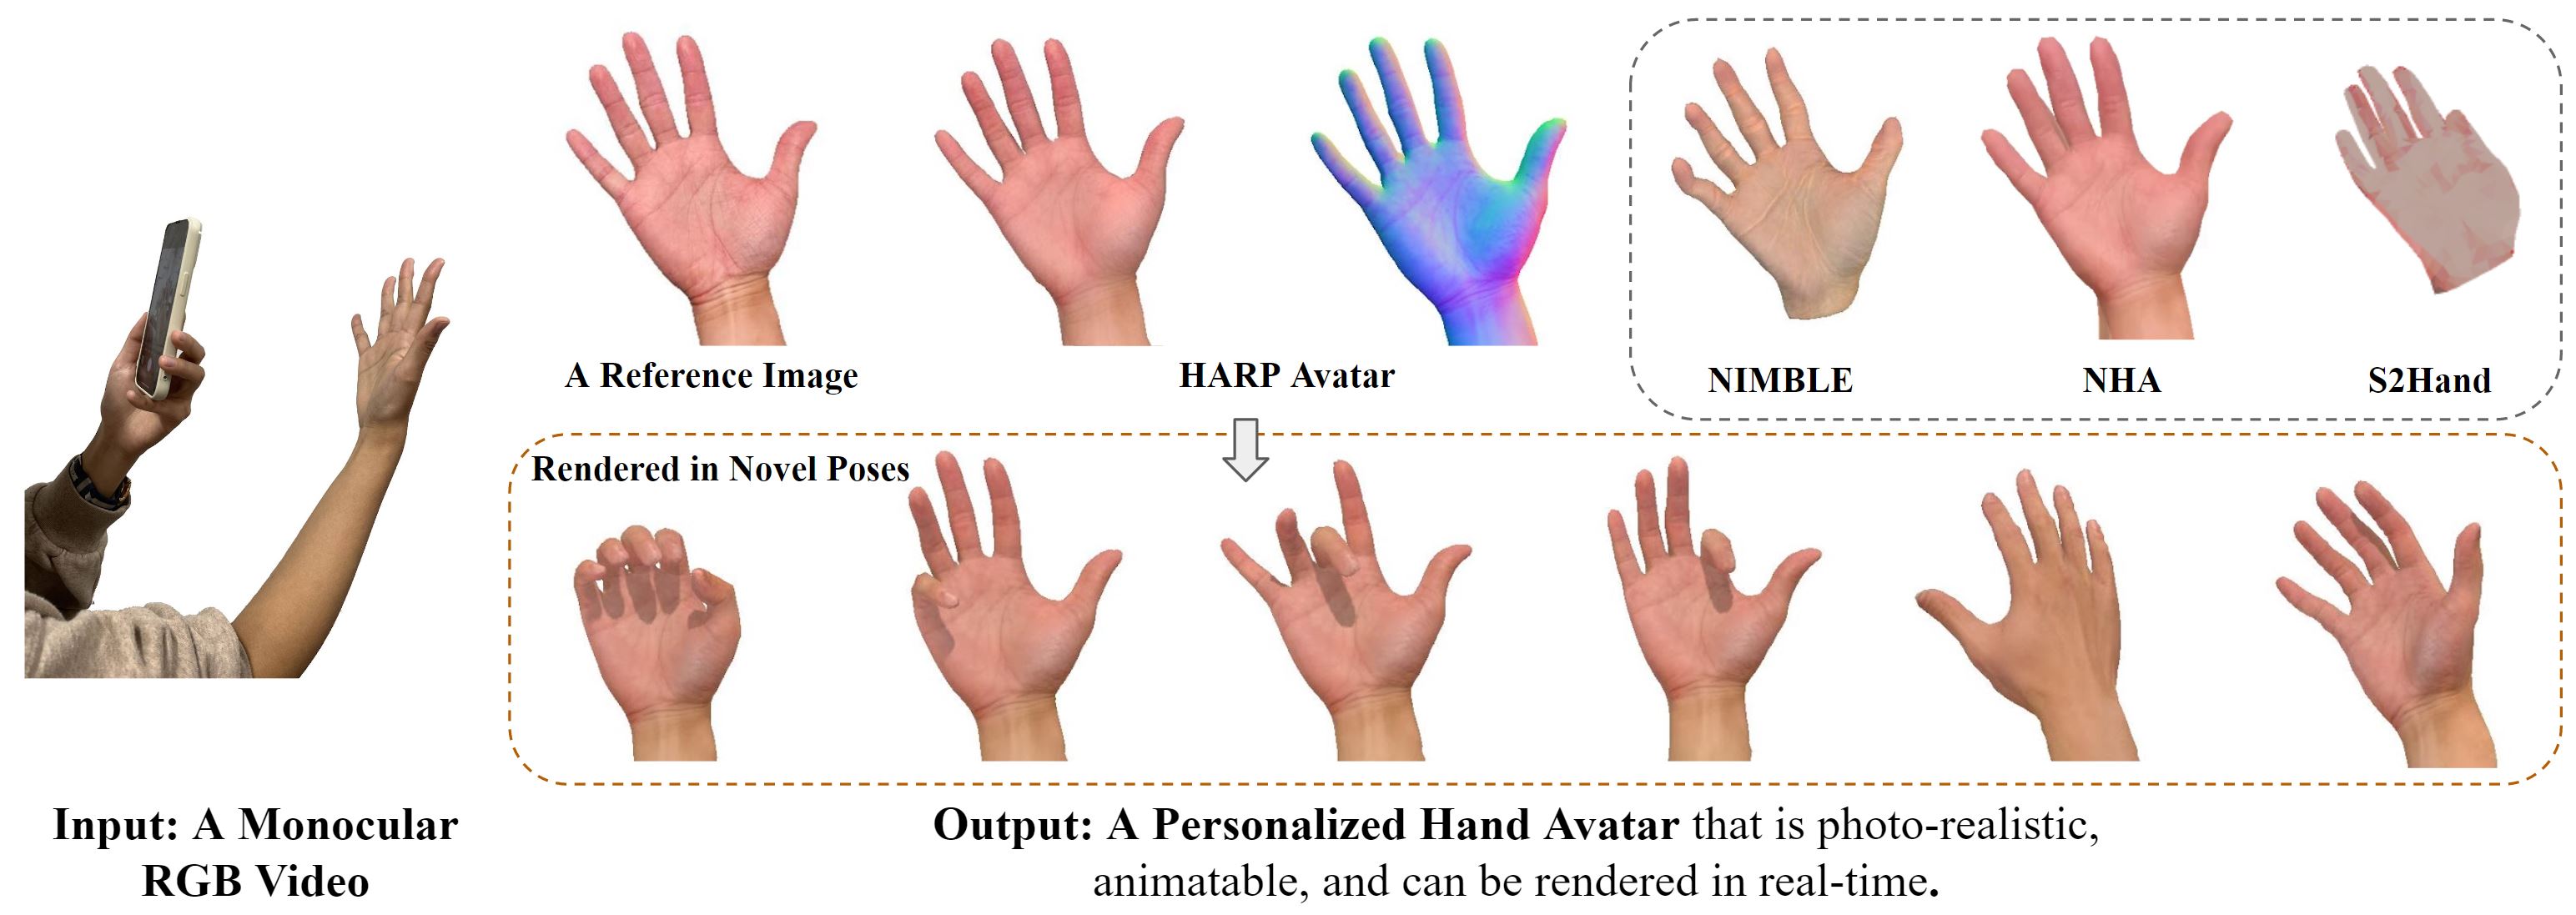 A Reference Image
HARP Avatar
NIMBLE
NHA
S2Hand
Rendered in Novel Poses
Input: A Monocular
RGB Video
Output: A Personalized Hand Avatar that is photo-realistic,
animatable, and can be rendered in real-time.